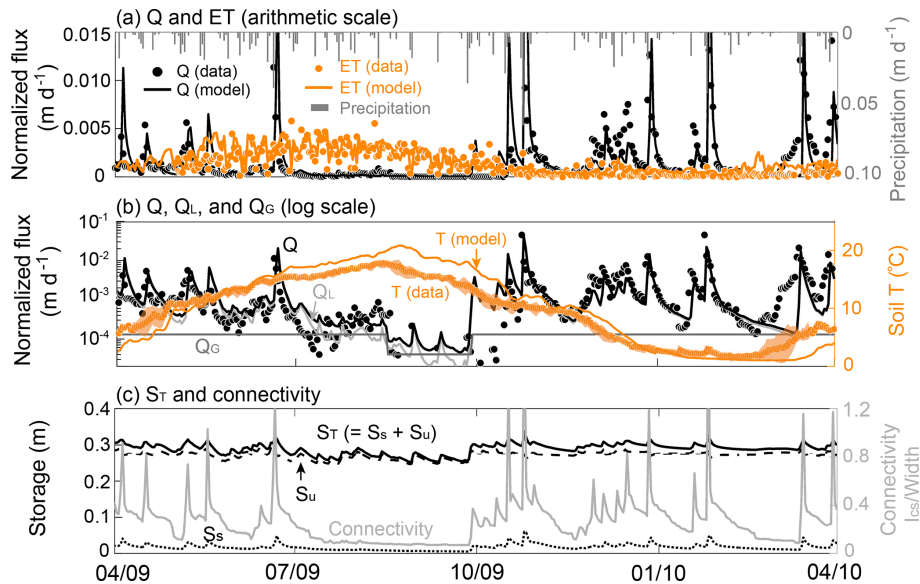 (a) Q and ET (arithmetic scale)
Normalized flux
(m d-1)
0.015
0.010
0.005
0
Q (data)
Q (model)
ET (data)
ET (model)
Precipitation
0
0.05
0.10
Precipitation (m d-1)
(b) Q, QL, and QG (log scale)
Normalized flux
(m d-1)
10-1
10-2
10-3
10-4
Q
QL
QG
T (model)
T (data)
20
10
0
Soil T (°C)
(c) ST and connectivity
Storage (m)
0.4
0.3
0.2
0.1
0
ST (= Ss + Su)
Su
Ss
Connectivity
1.2
0.8
0.4
0
Connectivity
lcs/Width
04/09
07/09
10/09
01/10
04/10